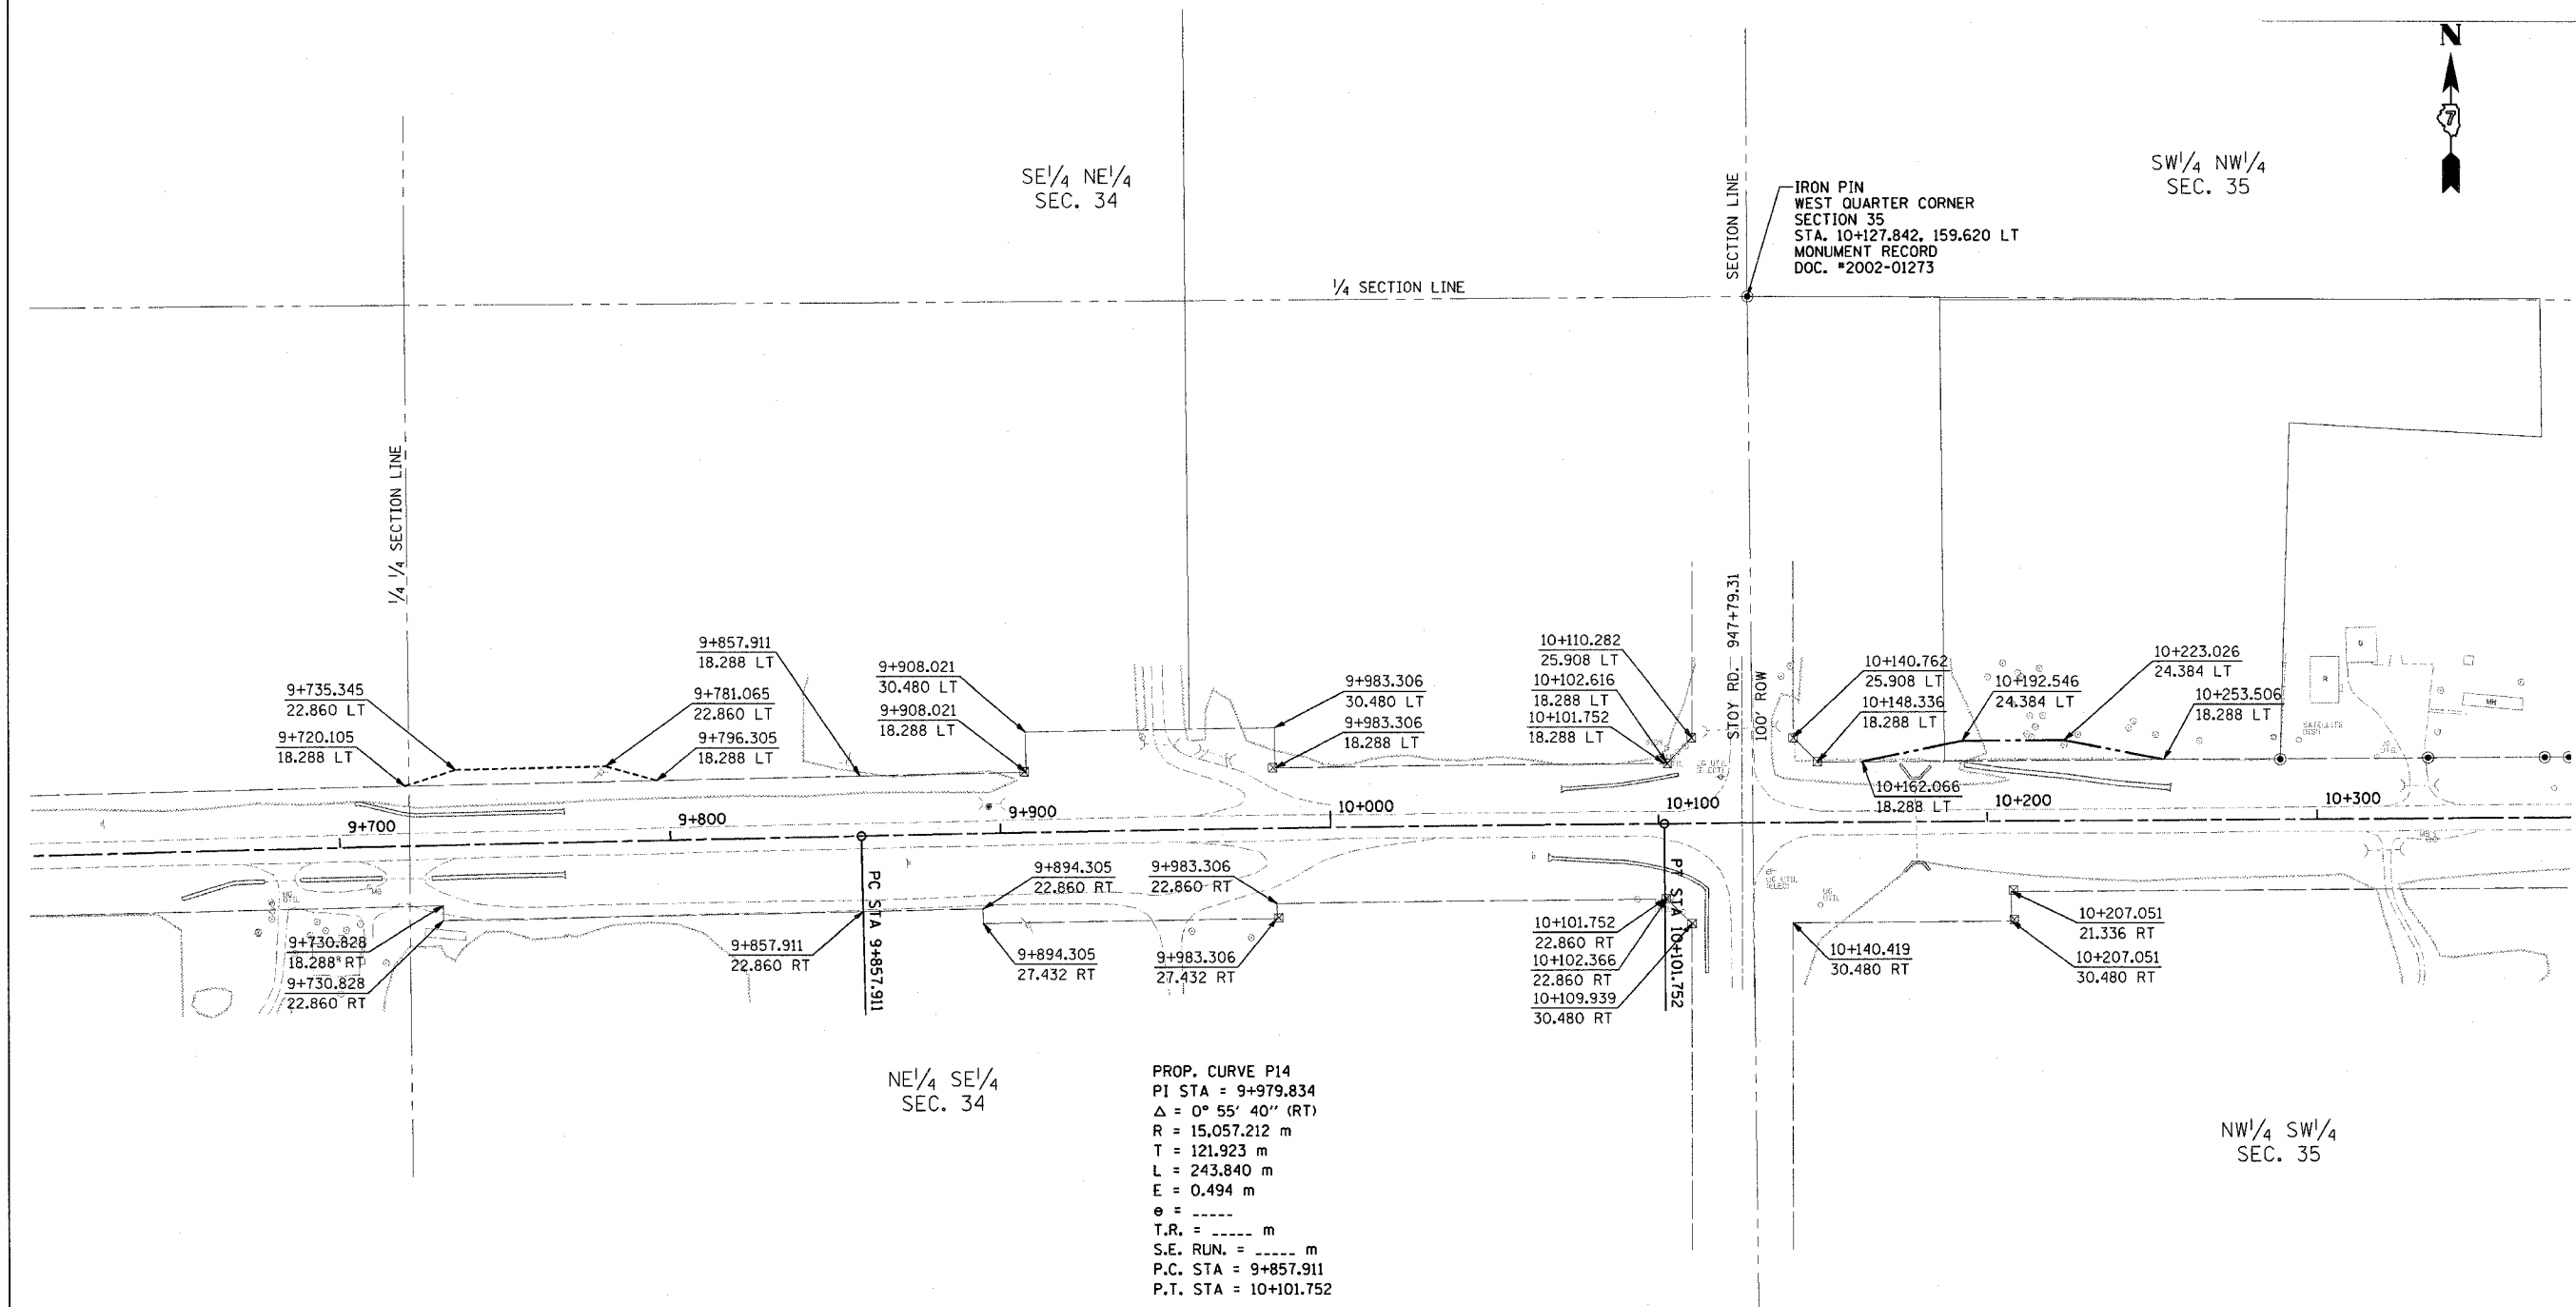 N
7
SE1/4 NE1/4
SEC. 34
SW1/4 NW1/4
SEC. 35
SECTION LINE
IRON PIN
WEST QUARTER CORNER
SECTION 35
STA. 10+127.842, 159.620 LT
MONUMENT RECORD
DOC. #2002-01273
1/4 SECTION LINE
1/4 1/4 SECTION LINE
9+735.345
22.860 LT
9+720.105
18.288 LT
9+857.911
18.288 LT
9+781.065
22.860 LT
9+796.305
18.288 LT
9+908.021
30.480 LT
9+908.021
18.288 LT
9+983.306
30.480 LT
9+983.306
18.288 LT
10+110.282
25.908 LT
10+102.616
18.288 LT
10+101.752
18.288 LT
STOY RD. 947+79.31
100' ROW
10+140.762
25.908 LT
10+148.336
18.288 LT
10+192.546
24.384 LT
10+223.026
24.384 LT
10+253.506
18.288 LT
10+162.066
18.288 LT
SATELLITE
DISH
MH
R
G
9+700
9+800
9+900
10+000
10+100
10+200
10+300
9+730.828
18.288 RT
9+730.828
22.860 RT
9+857.911
22.860 RT
PC STA 9+857.911
9+894.305
22.860 RT
9+894.305
27.432 RT
9+983.306
22.860 RT
9+983.306
27.432 RT
10+101.752
22.860 RT
10+102.366
22.860 RT
10+109.939
30.480 RT
PT STA 10+101.752
UG
UTIL
10+140.419
30.480 RT
10+207.051
21.336 RT
10+207.051
30.480 RT
NE1/4 SE1/4
SEC. 34
NW1/4 SW1/4
SEC. 35
PROP. CURVE P14
PI STA = 9+979.834
Δ = 0° 55' 40" (RT)
R = 15,057.212 m
T = 121.923 m
L = 243.840 m
E = 0.494 m
e = -----
T.R. = ----- m
S.E. RUN. = ----- m
P.C. STA = 9+857.911
P.T. STA = 10+101.752